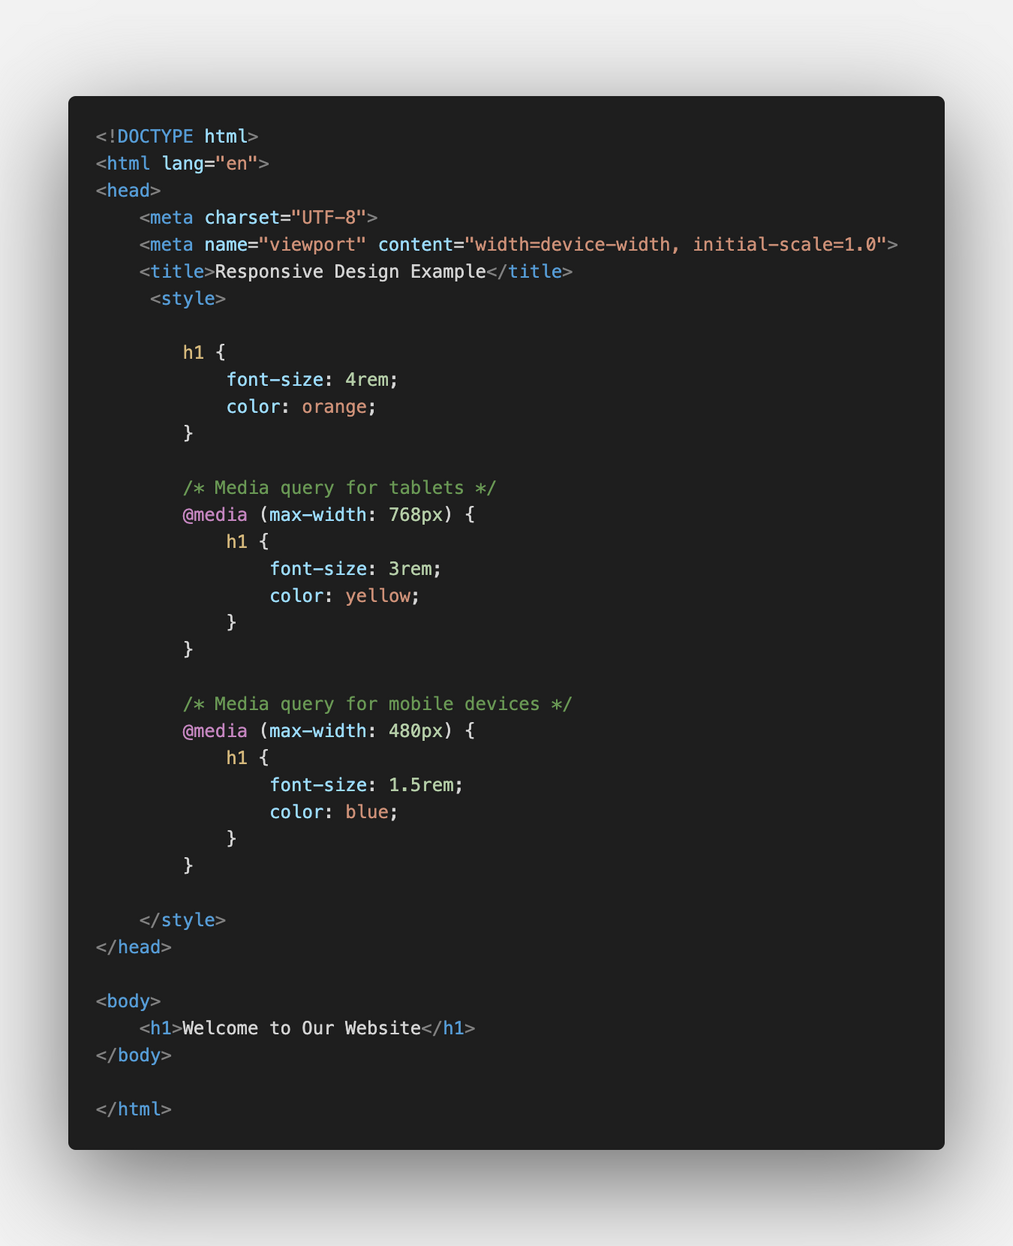 <!DOCTYPE html>
<html lang="en">
<head>
    <meta charset="UTF-8">
    <meta name="viewport" content="width=device-width, initial-scale=1.0">
    <title>Responsive Design Example</title>
     <style>

        h1 {
            font-size: 4rem;
            color: orange;
        }

        /* Media query for tablets */
        @media (max-width: 768px) {
            h1 {
                font-size: 3rem;
                color: yellow;
            }
        }

        /* Media query for mobile devices */
        @media (max-width: 480px) {
            h1 {
                font-size: 1.5rem;
                color: blue;
            }
        }

    </style>
</head>

<body>
    <h1>Welcome to Our Website</h1>
</body>

</html>